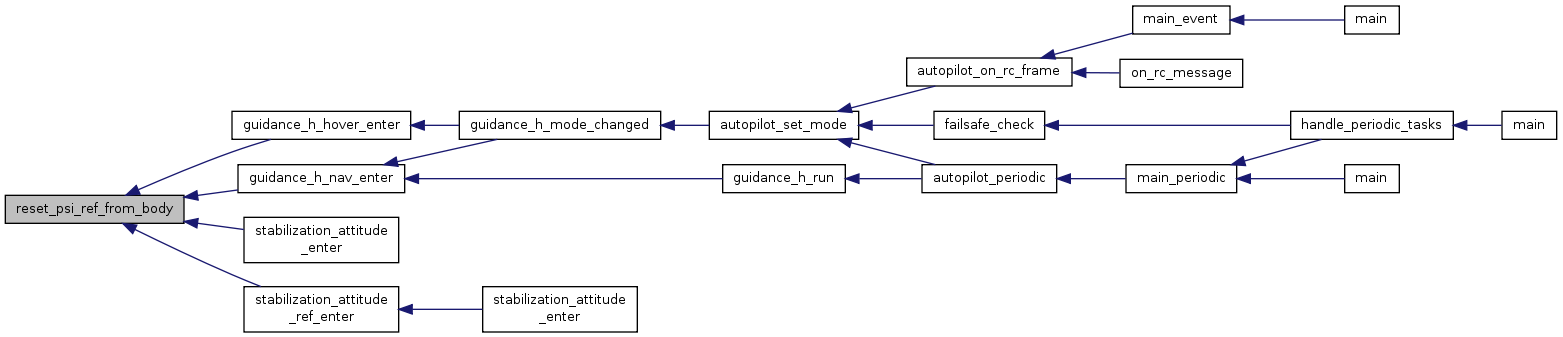 main_event
main
autopilot_on_rc_frame
on_rc_message
guidance_h_hover_enter
guidance_h_mode_changed
autopilot_set_mode
failsafe_check
handle_periodic_tasks
main
guidance_h_nav_enter
guidance_h_run
autopilot_periodic
main_periodic
main
reset_psi_ref_from_body
stabilization_attitude
_enter
stabilization_attitude
_ref_enter
stabilization_attitude
_enter